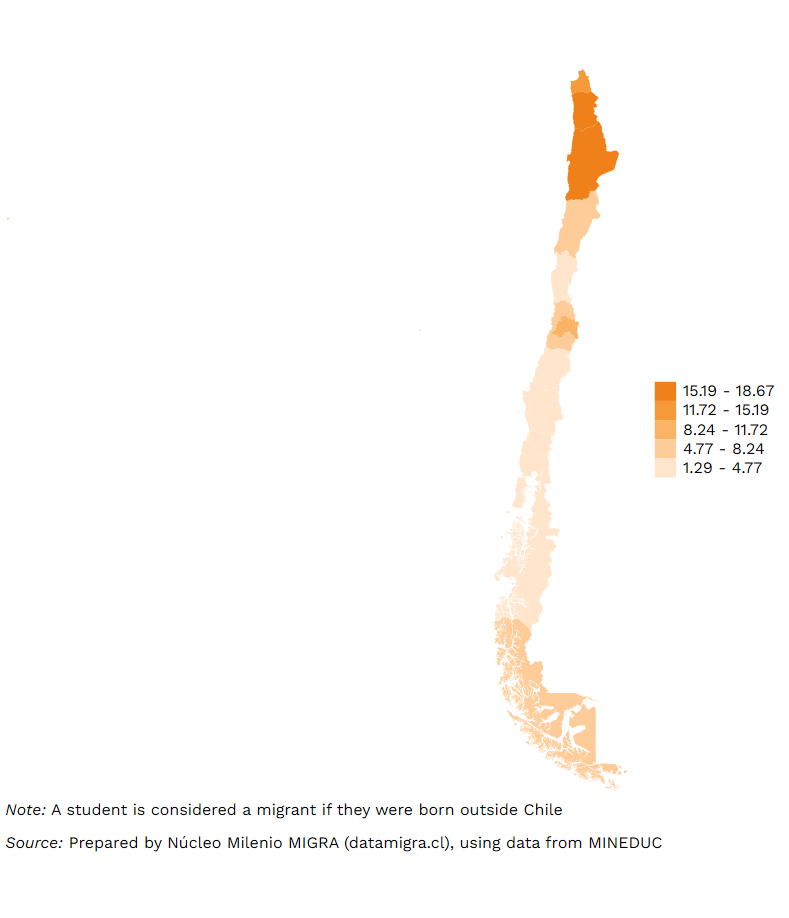 15.19 - 18.67
11.72 - 15.19
8.24 - 11.72
4.77 - 8.24
1.29 - 4.77
Note: A student is considered a migrant if they were born outside Chile
Source: Prepared by Núcleo Milenio MIGRA (datamigra.cl), using data from MINEDUC